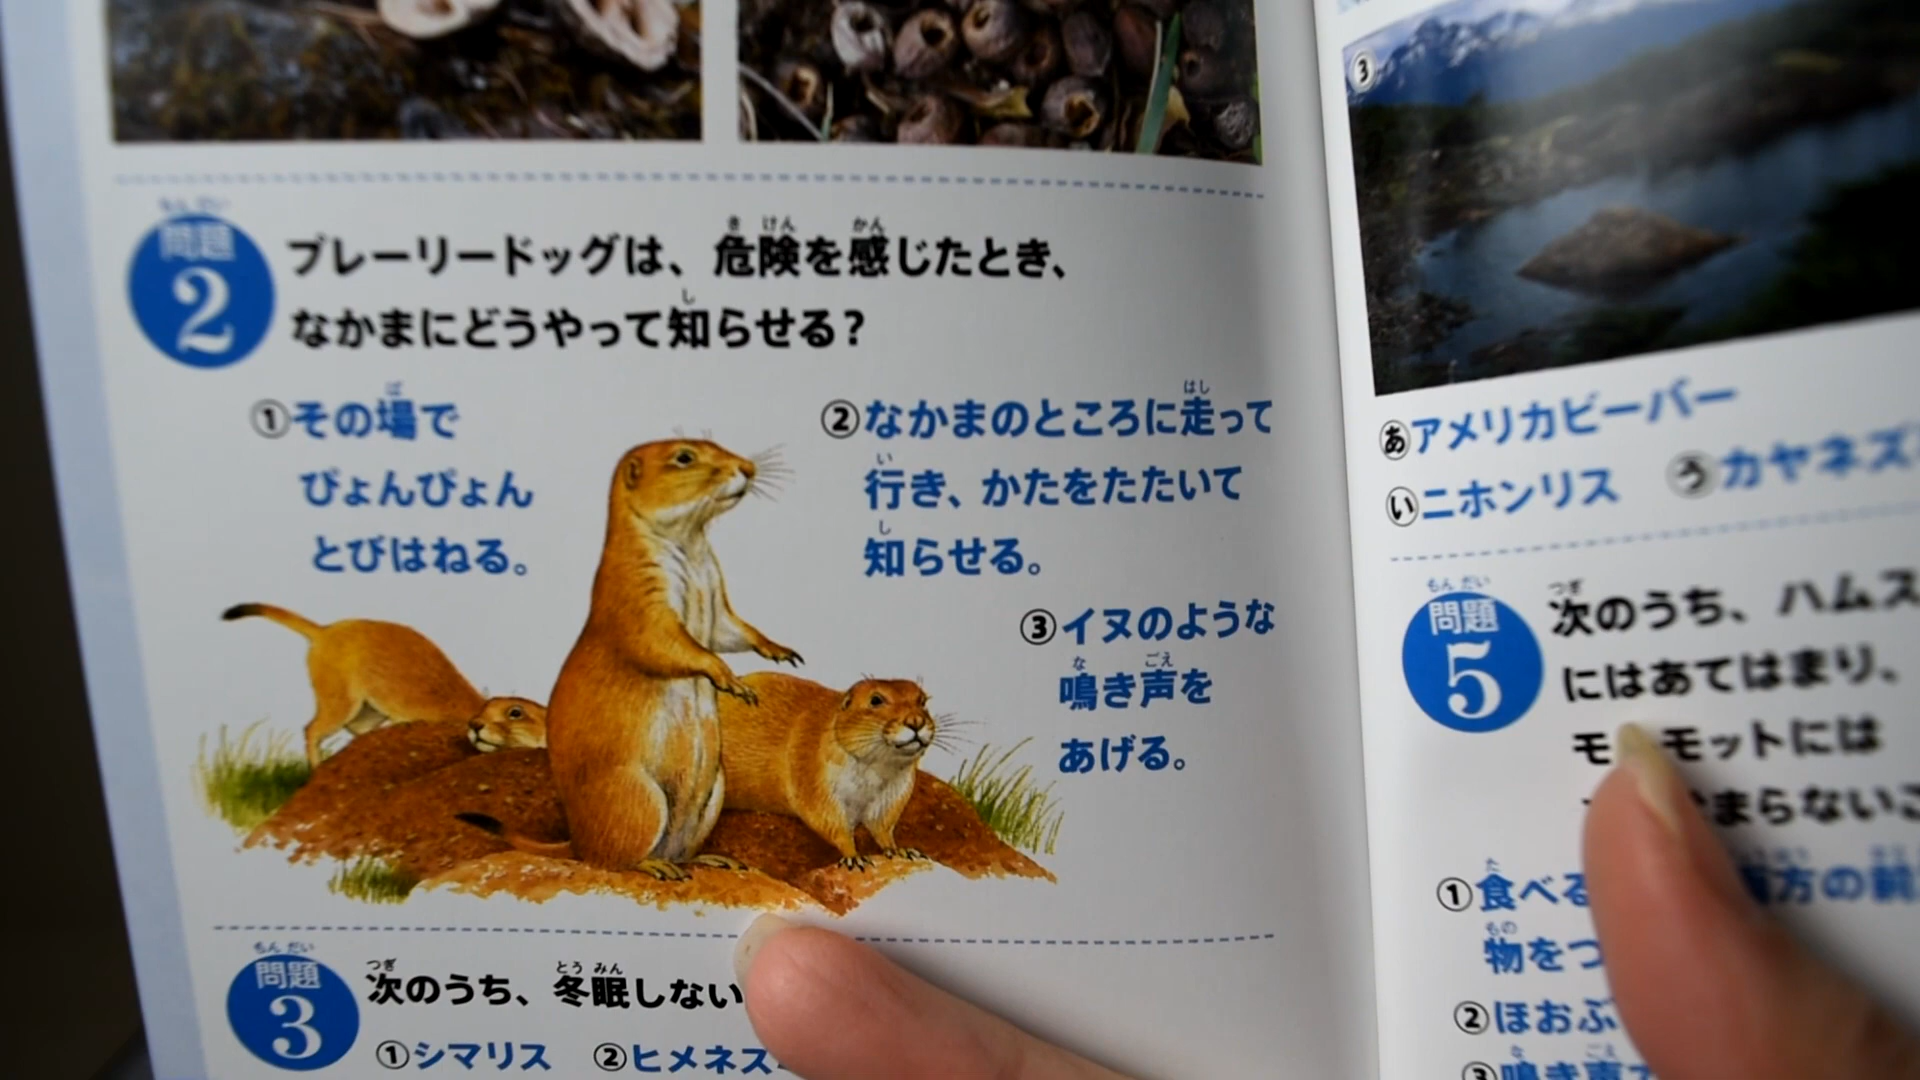 問題
2
プレーリードッグは、危険を感じたとき、
なかまにどうやって知らせる?
①その場で
ぴょんぴょん
とびはねる。
②なかまのところに走って
行き、かたをたたいて
知らせる。
③イヌのような
鳴き声を
あげる。
問題
3
次のうち、冬眠しない
①シマリス ②ヒメネズ
③
あアメリカビーバー
いニホンリス うカヤネズ
問題
5
次のうち、ハムス
にはあてはまり、
モ モットには
まらない
①食べる 方の前
物をつ
②ほおぶ
③鳴き声